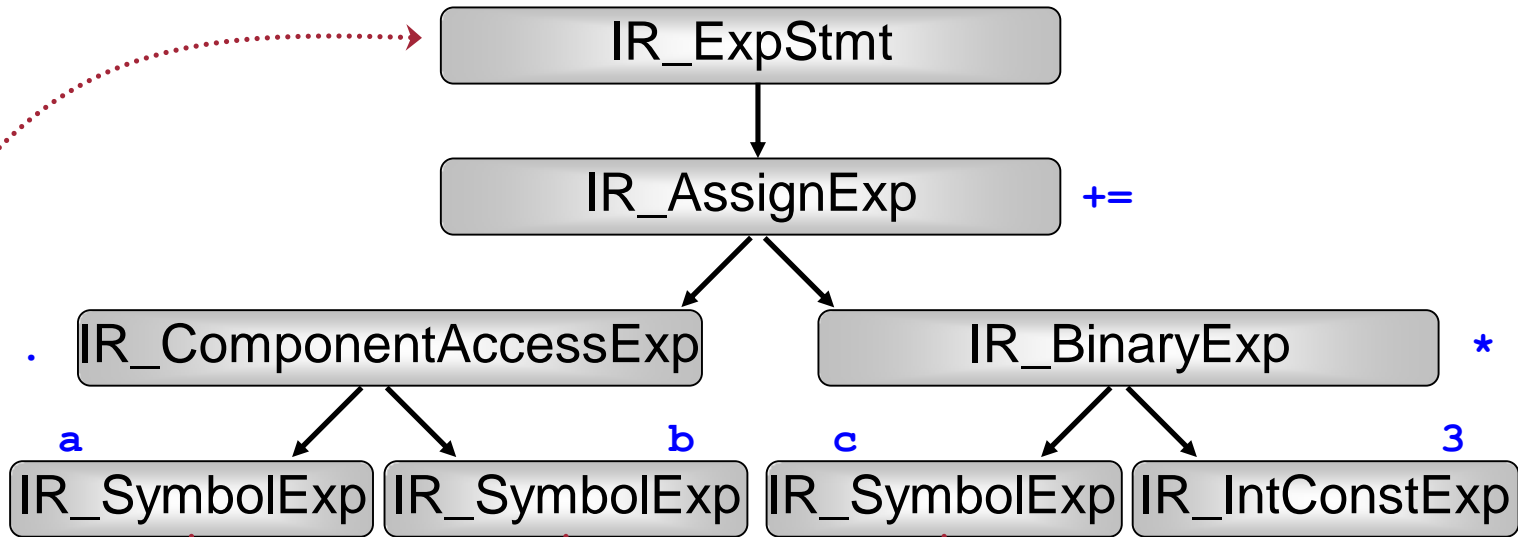 IR_ExpStmt
IR_AssignExp +=
. IR_ComponentAccessExp IR_BinaryExp *
a b c 3
IR_SymbolExp IR_SymbolExp IR_SymbolExp IR_IntConstExp